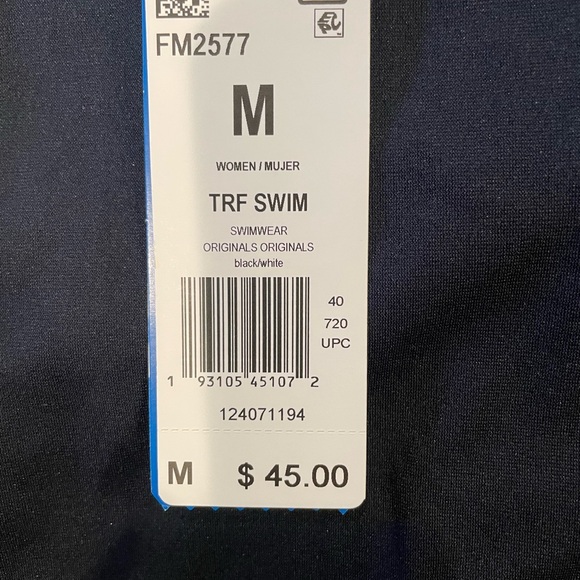 FM2577
M
WOMEN / MUJER
TRF SWIM
SWIMWEAR
ORIGINALS ORIGINALS
black/white
40
720
UPC
1 93105 45107 2
124071194
M $ 45.00